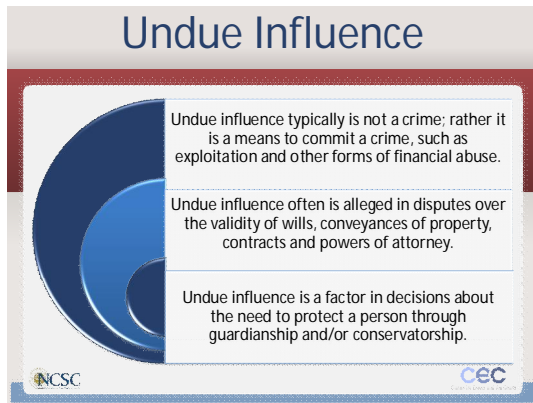 Undue Influence
Undue influence typically is not a crime; rather it
is a means to commit a crime, such as
exploitation and other forms of financial abuse.
Undue influence often is alleged in disputes over
the validity of wills, conveyances of property,
contracts and powers of attorney.
Undue influence is a factor in decisions about
the need to protect a person through
guardianship and/or conservatorship.
NCSC
cec